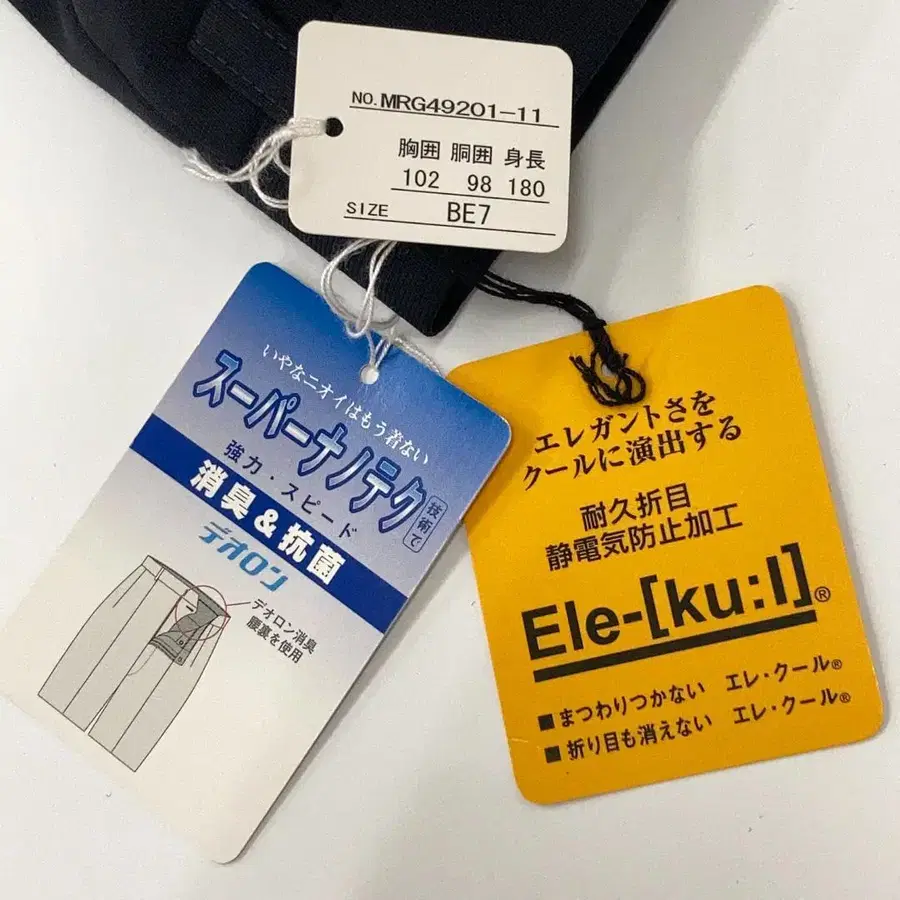 NO. MRG49201-11
胸囲 胴囲 身長
102 98 180
SIZE BE7
いやなニオイはもう着ない
スーパーナノテク技術で
強力・スピード
消臭&抗菌
デオロン
デオロン消臭
腰裏を使用
エレガントさを
クールに演出する
耐久折目
静電気防止加工
Ele-[ku:l]®
■まつわりつかない エレ・クール®
■折り目も消えない エレ・クール®